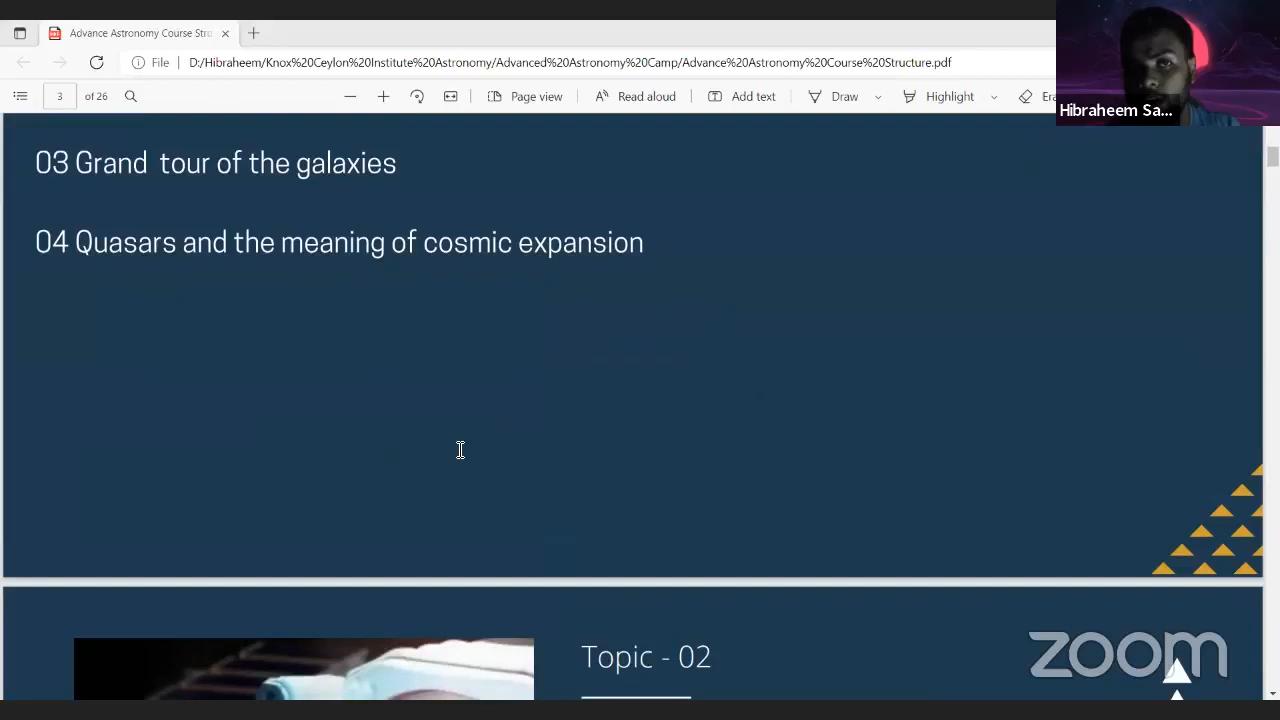 Advance Astronomy Course Stru
File
D:/Hibraheem/Knox%20Ceylon%20Institute%20Astronomy/Advanced%20Astronomy%20Camp/Advance%20Astronomy%20Course%20Structure.pdf
3 of 26
Page view
Read aloud
Add text
Draw
Highlight
Era
Hibraheem Sa...
03 Grand tour of the galaxies
04 Quasars and the meaning of cosmic expansion
Topic - 02
zoom